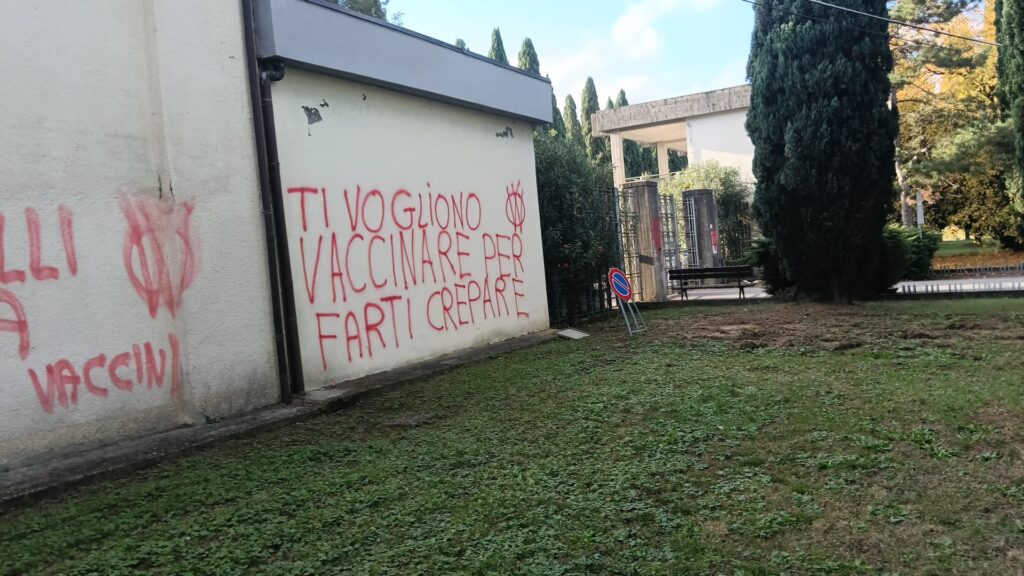 LLI
A
VACCINI
TI VOGLIONO
VACCINARE PER
FARTI CREPARE